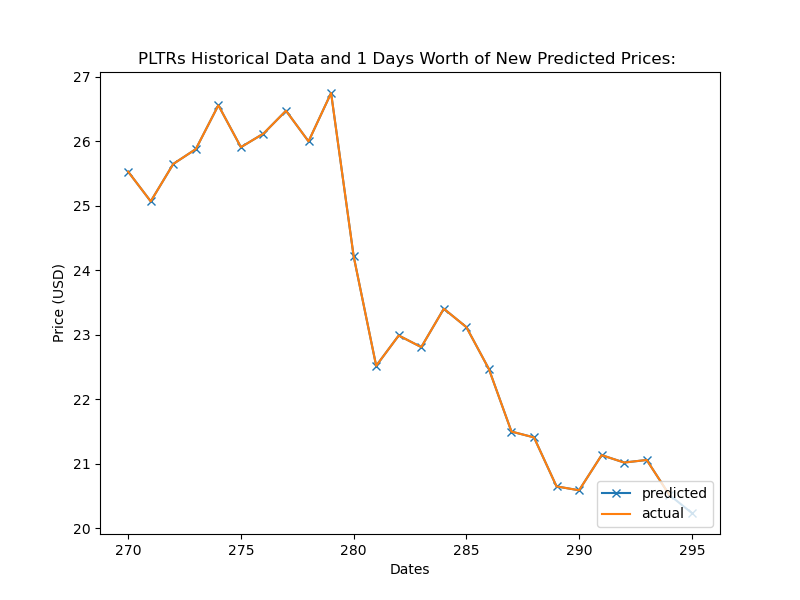 PLTRs Historical Data and 1 Days Worth of New Predicted Prices:
27
26
25
24
23
22
21
20
Price (USD)
predicted
actual
270 275 280 285 290 295
Dates